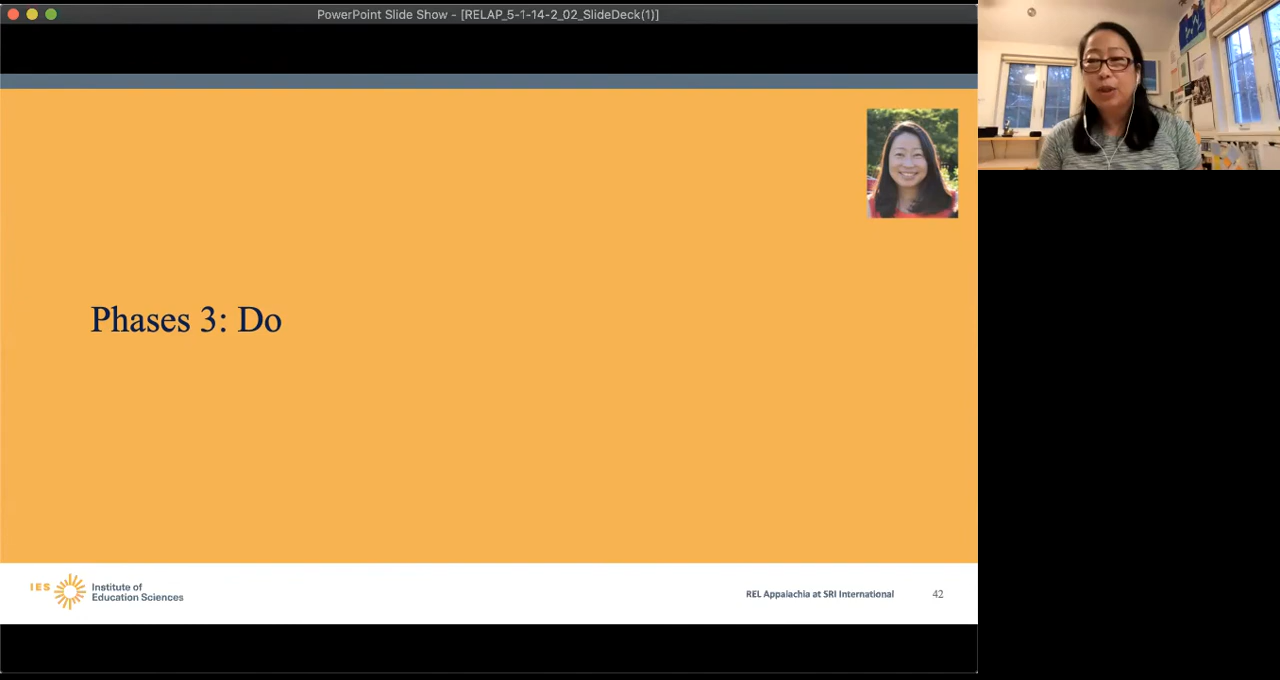 PowerPoint Slide Show - [RELAP_5-1-14-2_02_SlideDeck(1)]
Phases 3: Do
IES
Institute of
Education Sciences
REL Appalachia at SRI International
42